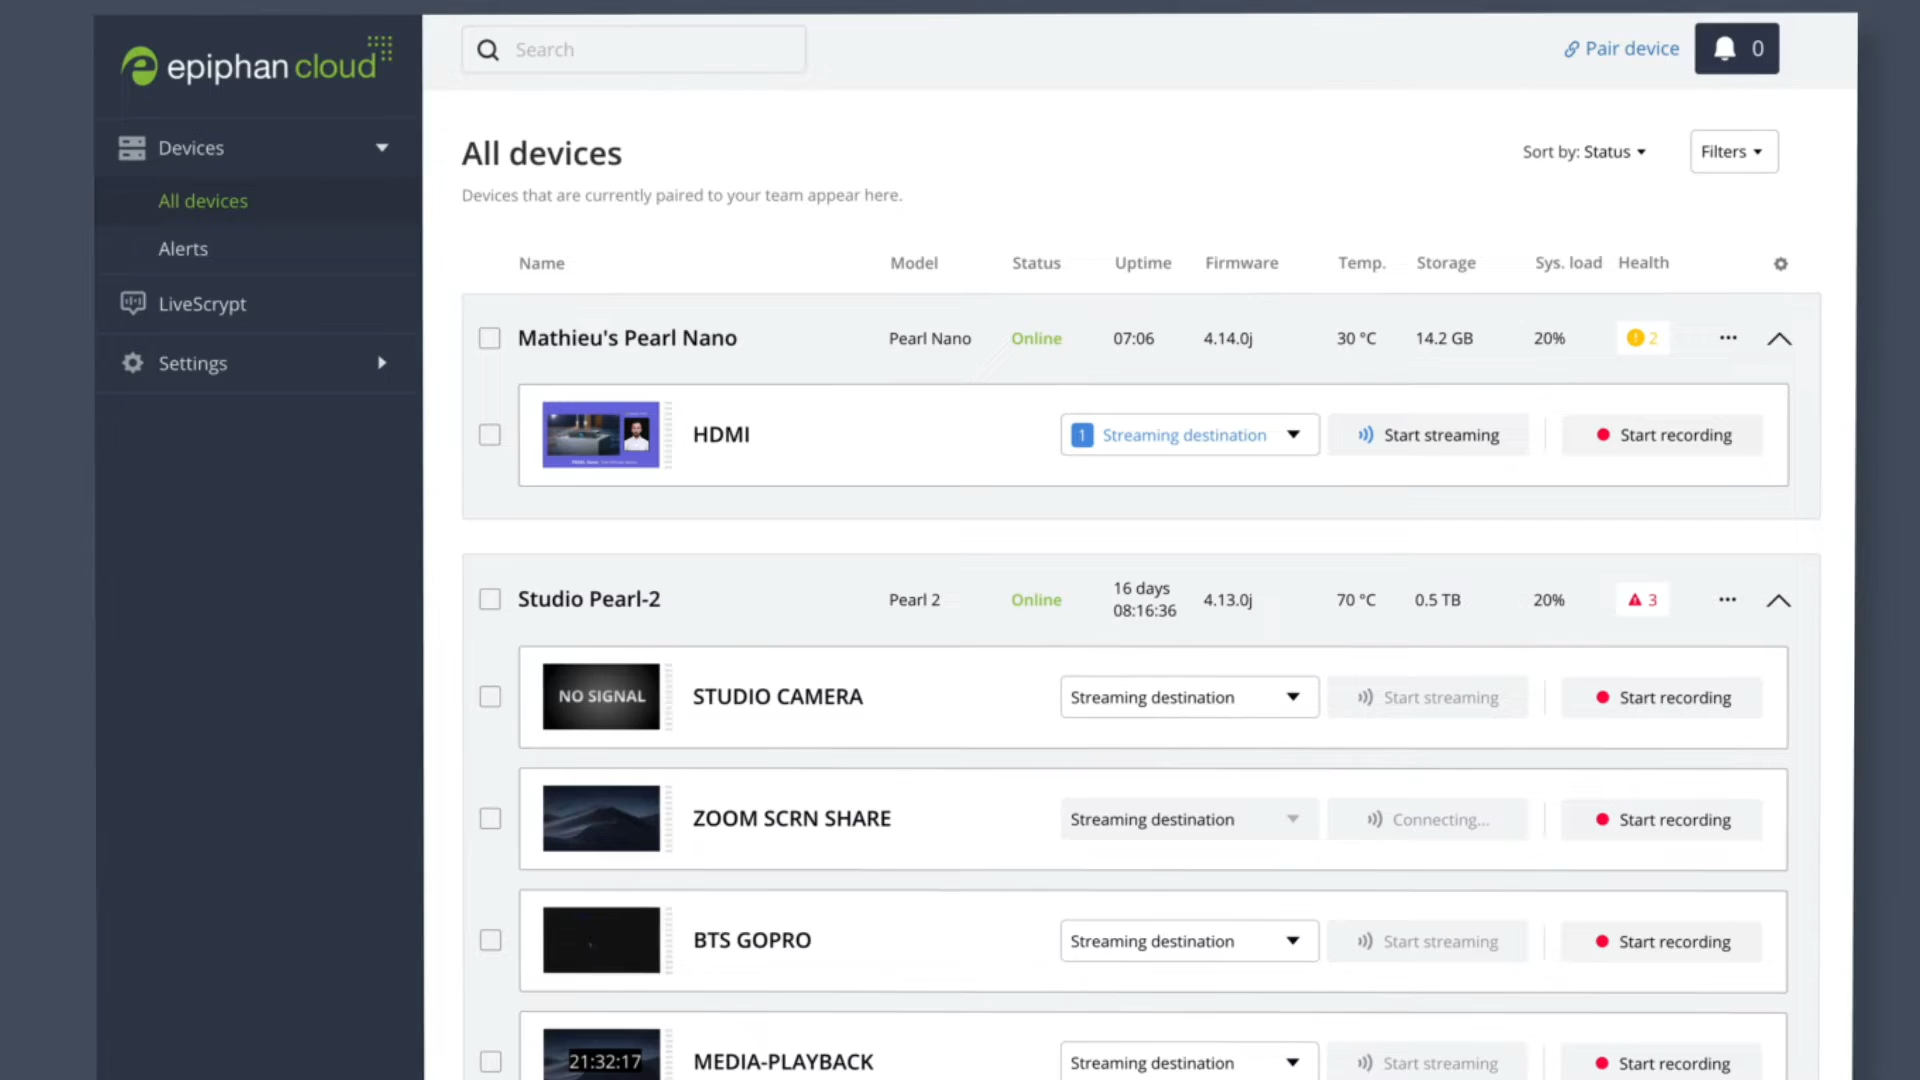 epiphan cloud
Search
Pair device
0
Devices
All devices
Alerts
LiveScrypt
Settings
All devices
Sort by: Status
Filters
Devices that are currently paired to your team appear here.
Name Model Status Uptime Firmware Temp. Storage Sys. load Health
Mathieu's Pearl Nano Pearl Nano Online 07:06 4.14.0j 30 °C 14.2 GB 20% 2 ...
HDMI 1 Streaming destination Start streaming Start recording
Studio Pearl-2 Pearl 2 Online 16 days 08:16:36 4.13.0j 70 °C 0.5 TB 20% 3 ...
NO SIGNAL STUDIO CAMERA Streaming destination Start streaming Start recording
ZOOM SCRN SHARE Streaming destination Connecting... Start recording
BTS GOPRO Streaming destination Start streaming Start recording
21:32:17 MEDIA-PLAYBACK Streaming destination Start streaming Start recording